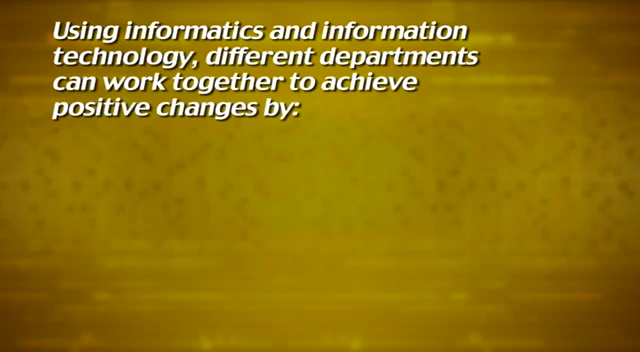 Using informatics and information
technology, different departments
can work together to achieve
positive changes by: